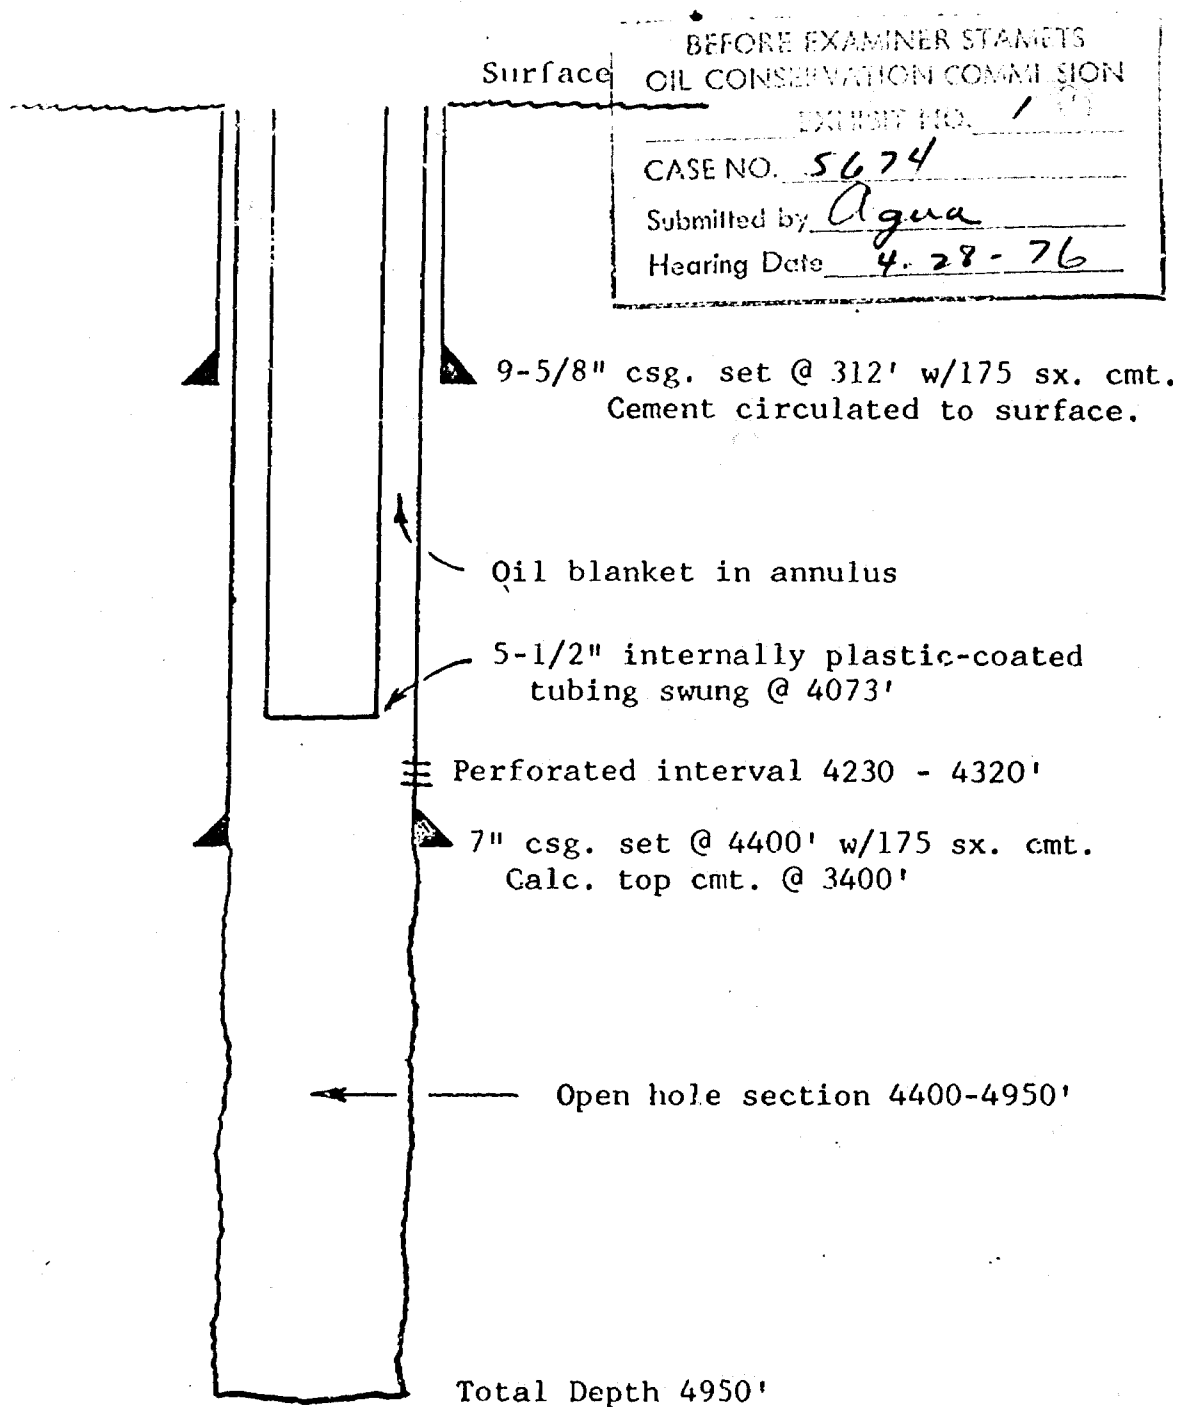 BEFORE EXAMINER STAMETS
Surface
OIL CONSERVATION COMMISSION
EXHIBIT NO. 1
CASE NO. 5674
Submitted by Agua
Hearing Date 4-28-76
9-5/8" csg. set @ 312' w/175 sx. cmt.
Cement circulated to surface.
Oil blanket in annulus
5-1/2" internally plastic-coated
tubing swung @ 4073'
Perforated interval 4230 - 4320'
7" csg. set @ 4400' w/175 sx. cmt.
Calc. top cmt. @ 3400'
Open hole section 4400-4950'
Total Depth 4950'